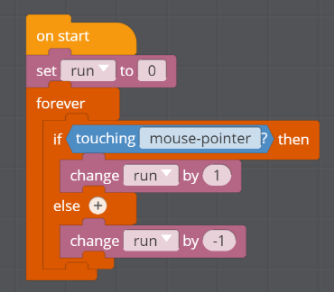 on start
set run to 0
forever
if touching mouse-pointer ? then
change run by 1
else +
change run by -1